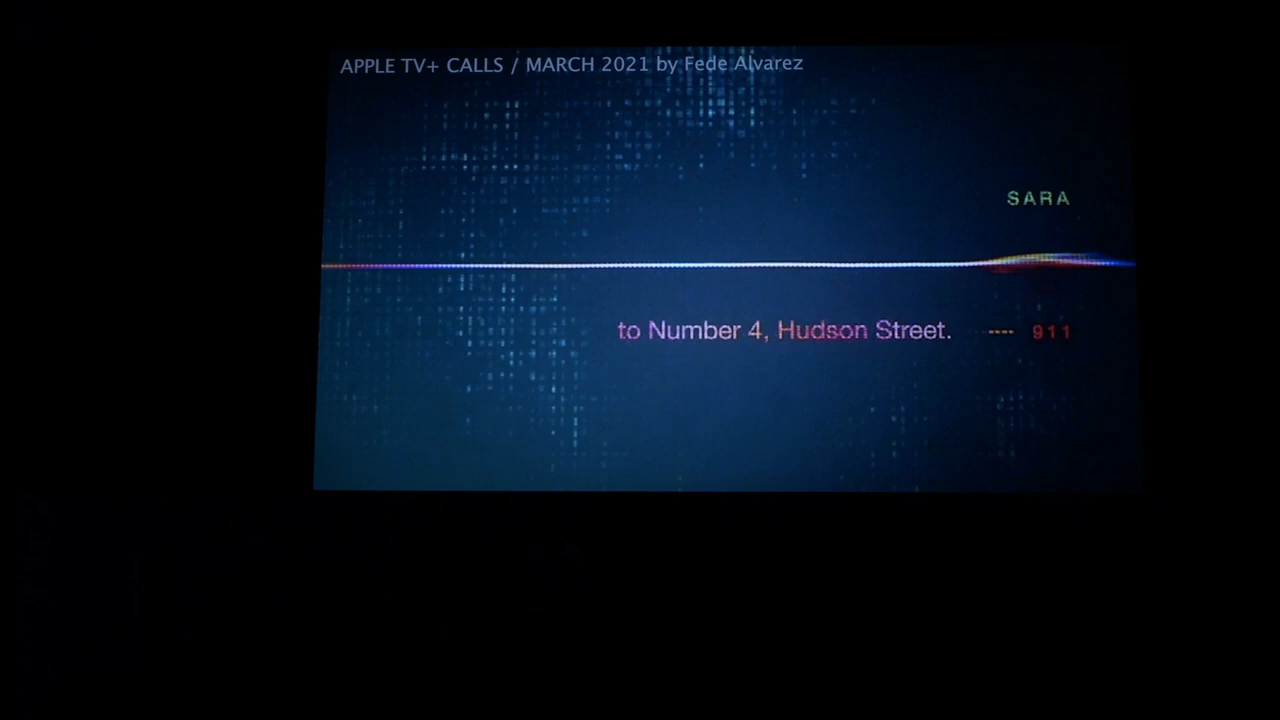 APPLE TV+ CALLS / MARCH 2021 by Fede Alvarez
SARA
to Number 4, Hudson Street. ---- 911